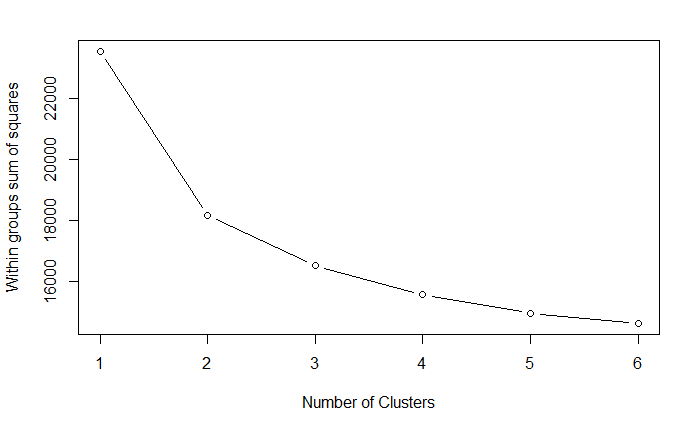 22000
20000
18000
16000
Within groups sum of squares
1 2 3 4 5 6
Number of Clusters